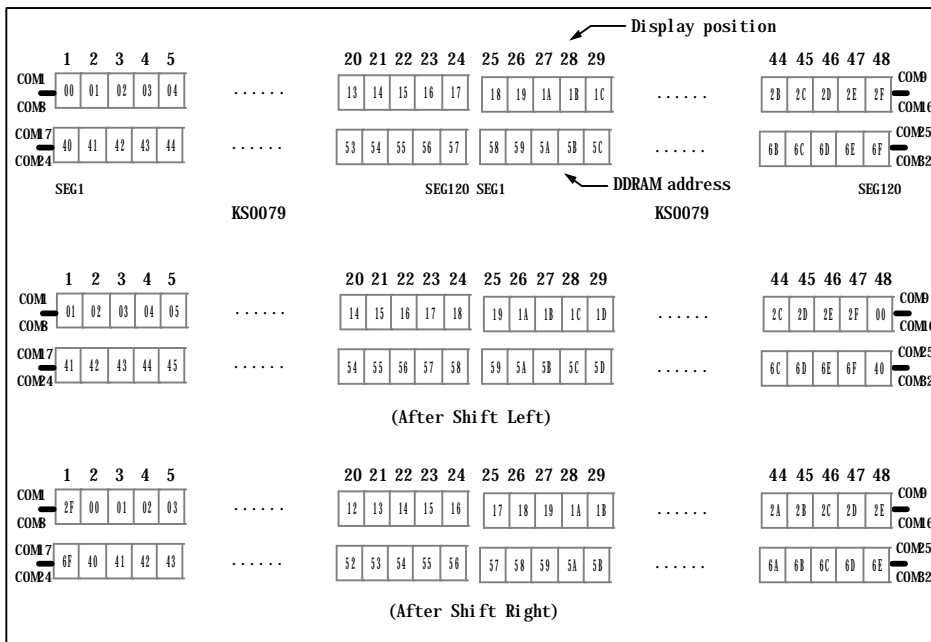 Display position
1 2 3 4 5 20 21 22 23 24 25 26 27 28 29 44 45 46 47 48
COM1 COM9
00 01 02 03 04 ...... 13 14 15 16 17 18 19 1A 1B 1C ...... 2B 2C 2D 2E 2F
COM8 COM16
COM17 COM25
40 41 42 43 44 ...... 53 54 55 56 57 58 59 5A 5B 5C ...... 6B 6C 6D 6E 6F
COM24 COM32
SEG1 SEG120 SEG1 DDRAM address SEG120
KS0079 KS0079
1 2 3 4 5 20 21 22 23 24 25 26 27 28 29 44 45 46 47 48
COM1 COM9
01 02 03 04 05 ...... 14 15 16 17 18 19 1A 1B 1C 1D ...... 2C 2D 2E 2F 00
COM8 COM16
COM17 COM25
41 42 43 44 45 ...... 54 55 56 57 58 59 5A 5B 5C 5D ...... 6C 6D 6E 6F 40
COM24 COM32
(After Shift Left)
1 2 3 4 5 20 21 22 23 24 25 26 27 28 29 44 45 46 47 48
COM1 COM9
2F 00 01 02 03 ...... 12 13 14 15 16 17 18 19 1A 1B ...... 2A 2B 2C 2D 2E
COM8 COM16
COM17 COM25
6F 40 41 42 43 ...... 52 53 54 55 56 57 58 59 5A 5B ...... 6A 6B 6C 6D 6E
COM24 COM32
(After Shift Right)